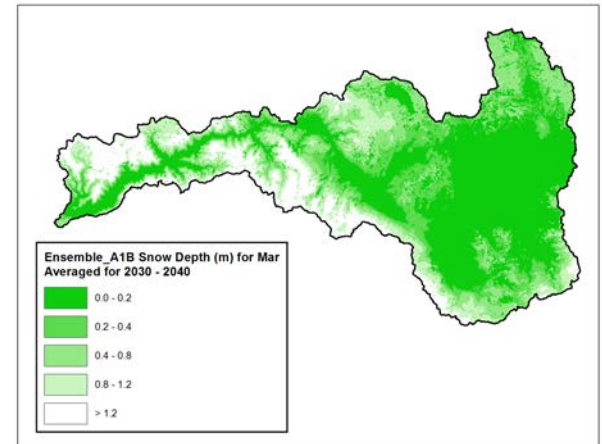 Ensemble_A1B Snow Depth (m) for Mar
Averaged for 2030 - 2040
0.0 - 0.2
0.2 - 0.4
0.4 - 0.8
0.8 - 1.2
> 1.2